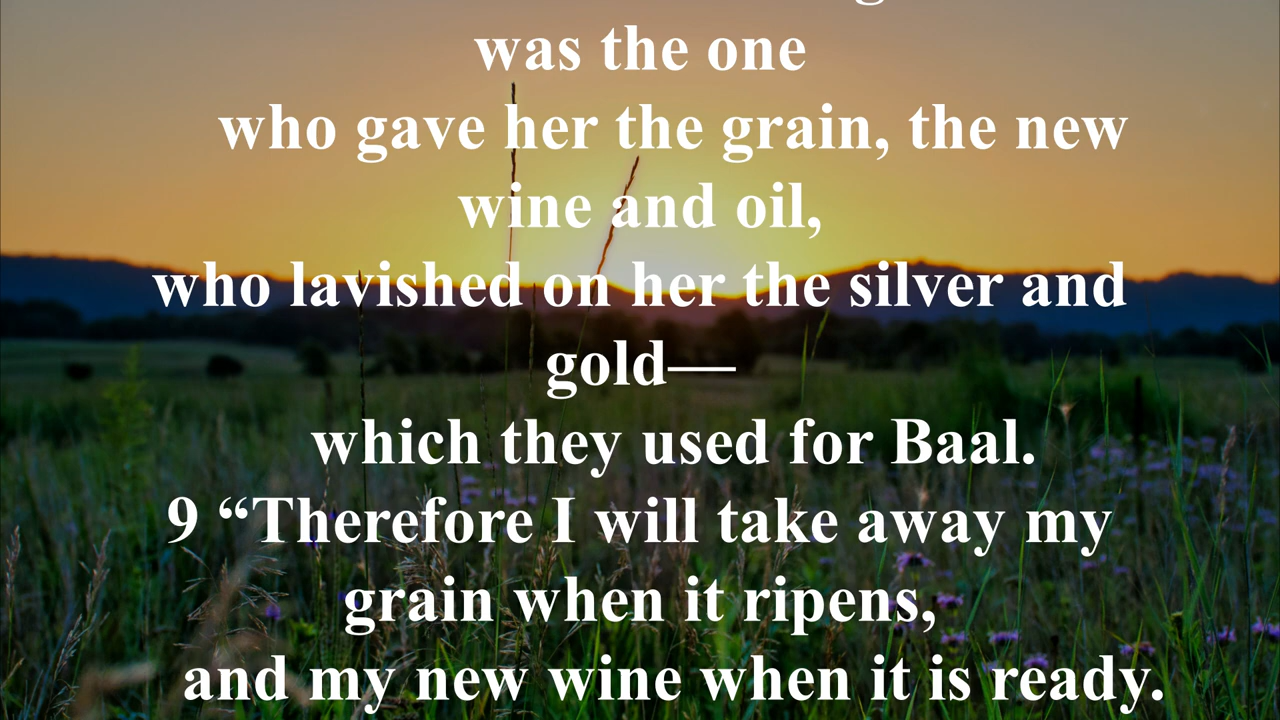 was the one
who gave her the grain, the new
wine and oil,
who lavished on her the silver and
gold—
which they used for Baal.
9 “Therefore I will take away my
grain when it ripens,
and my new wine when it is ready.